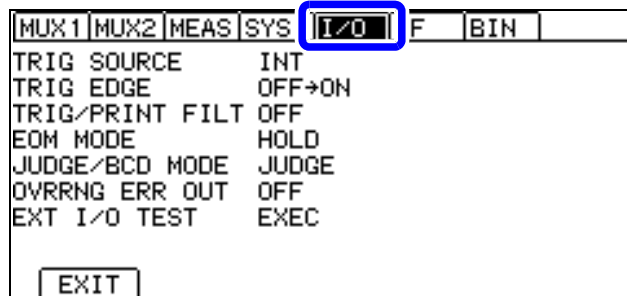 MUX1 MUX2 MEAS SYS I/O F BIN
TRIG SOURCE INT
TRIG EDGE OFF→ON
TRIG/PRINT FILT OFF
EOM MODE HOLD
JUDGE/BCD MODE JUDGE
OVRRNG ERR OUT OFF
EXT I/O TEST EXEC
EXIT